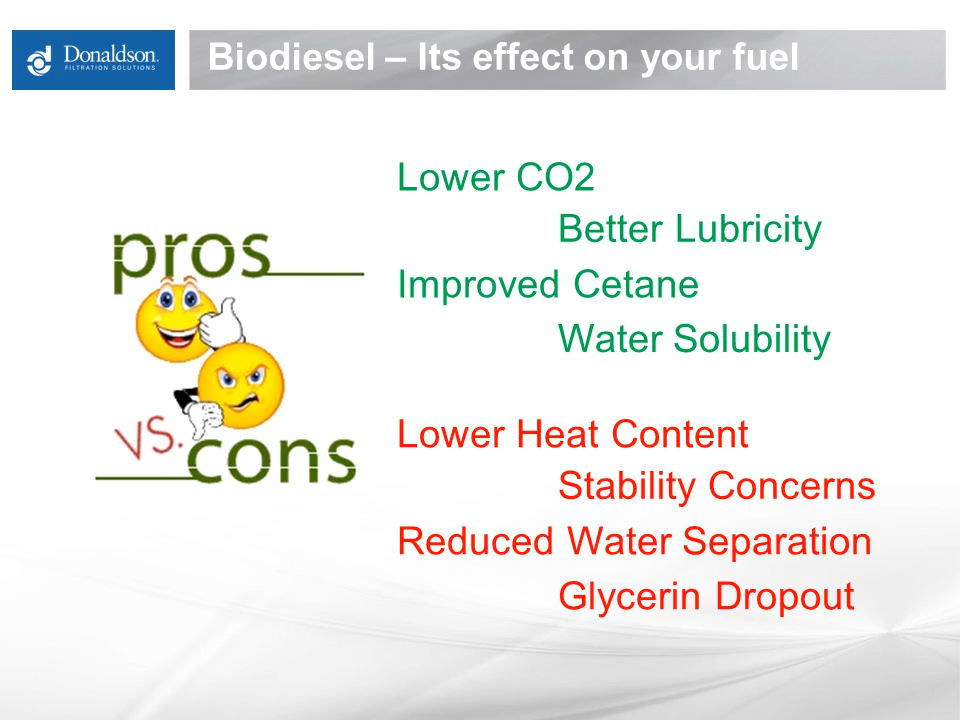 Donaldson.
FILTRATION SOLUTIONS
Biodiesel – Its effect on your fuel
pros
vs.
cons
Lower CO2
Better Lubricity
Improved Cetane
Water Solubility
Lower Heat Content
Stability Concerns
Reduced Water Separation
Glycerin Dropout